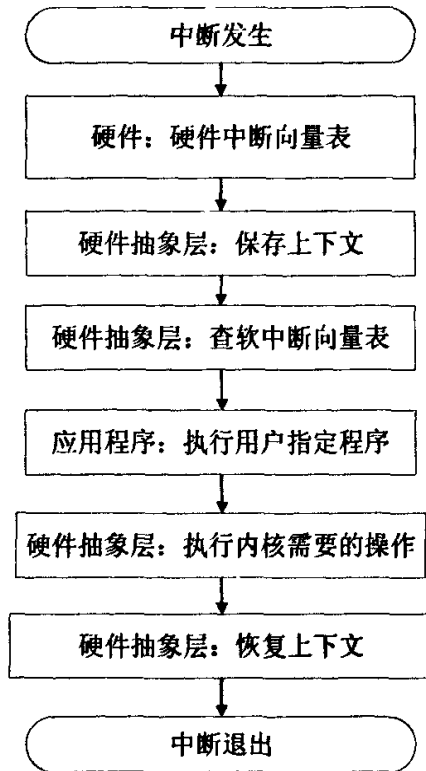 中断发生
硬件：硬件中断向量表
硬件抽象层：保存上下文
硬件抽象层：查软中断向量表
应用程序：执行用户指定程序
硬件抽象层：执行内核需要的操作
硬件抽象层：恢复上下文
中断退出